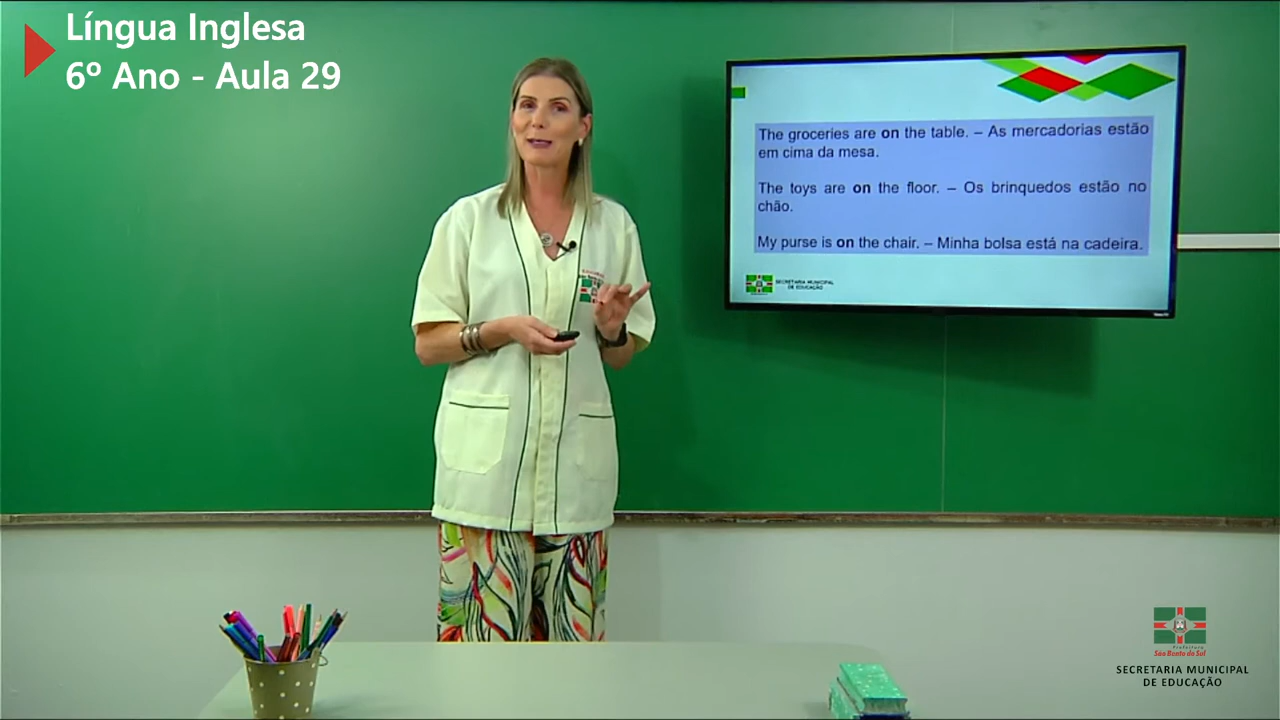 Língua Inglesa
6º Ano - Aula 29
The groceries are on the table. – As mercadorias estão
em cima da mesa.
The toys are on the floor. – Os brinquedos estão no
chão.
My purse is on the chair. – Minha bolsa está na cadeira.
SECRETARIA MUNICIPAL
DE EDUCAÇÃO
Prefeitura
São Bento do Sul
SECRETARIA MUNICIPAL
DE EDUCAÇÃO